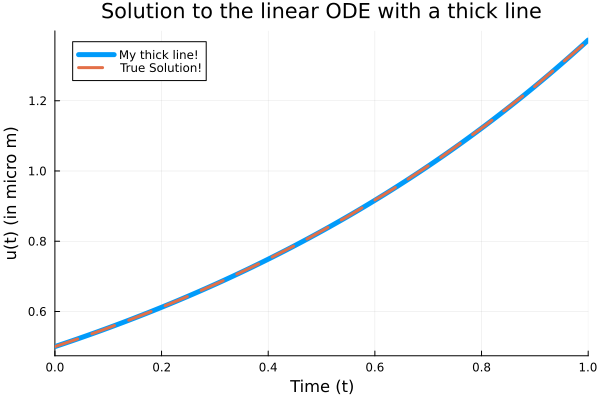 Solution to the linear ODE with a thick line
My thick line!
True Solution!
u(t) (in micro m)
1.2
1.0
0.8
0.6
0.0 0.2 0.4 0.6 0.8 1.0
Time (t)